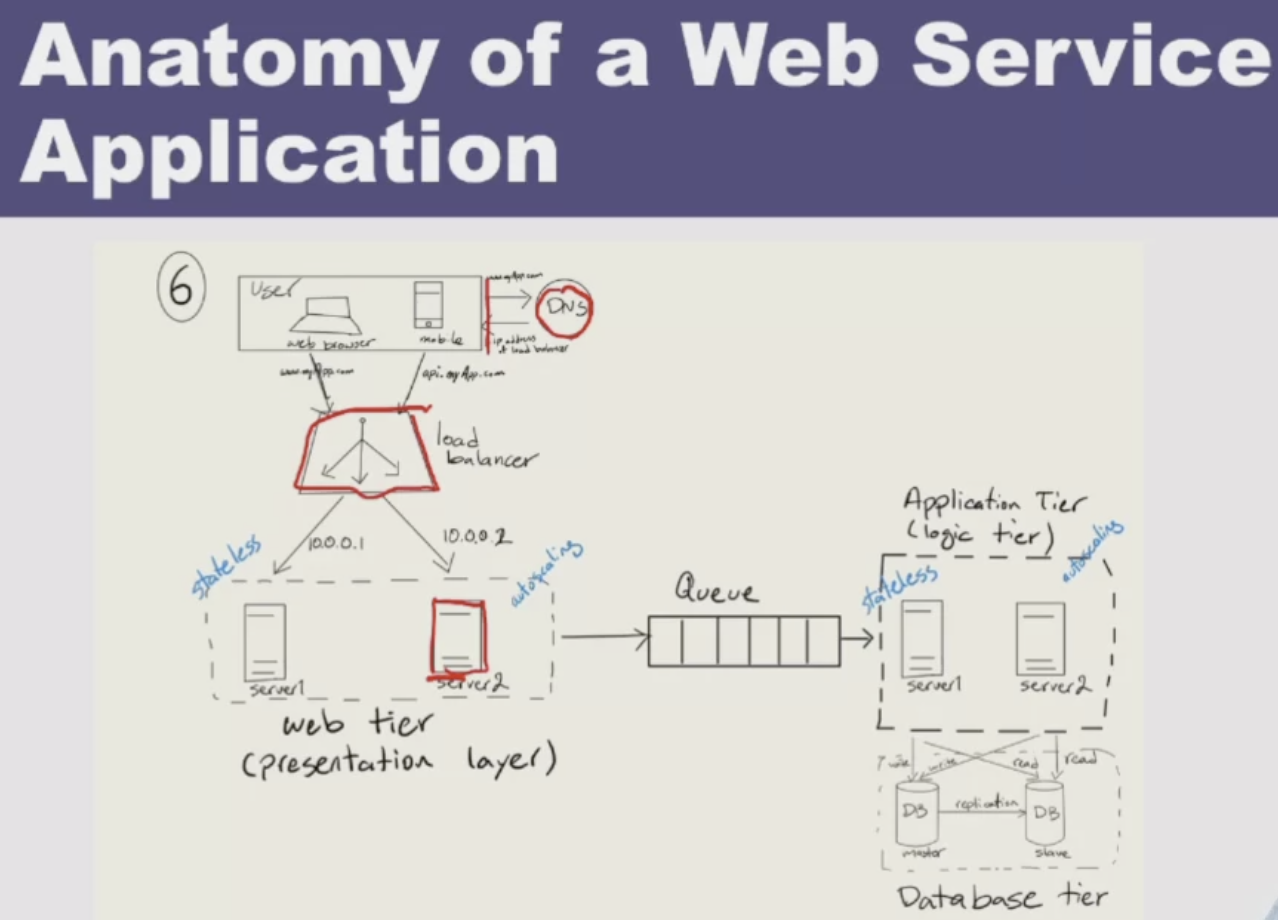 Anatomy of a Web Service
Application
6
User
web browser
mobile
www.myApp.com
DNS
ip address
of load balancer
www.myApp.com
api.myApp.com
load
balancer
10.0.0.1
10.0.0.2
stateless
autoscaling
server1
server2
web tier
(presentation layer)
Queue
Application Tier
(logic tier)
stateless
autoscaling
server1
server2
write
write
read
read
DB
replication
DB
master
slave
Database tier